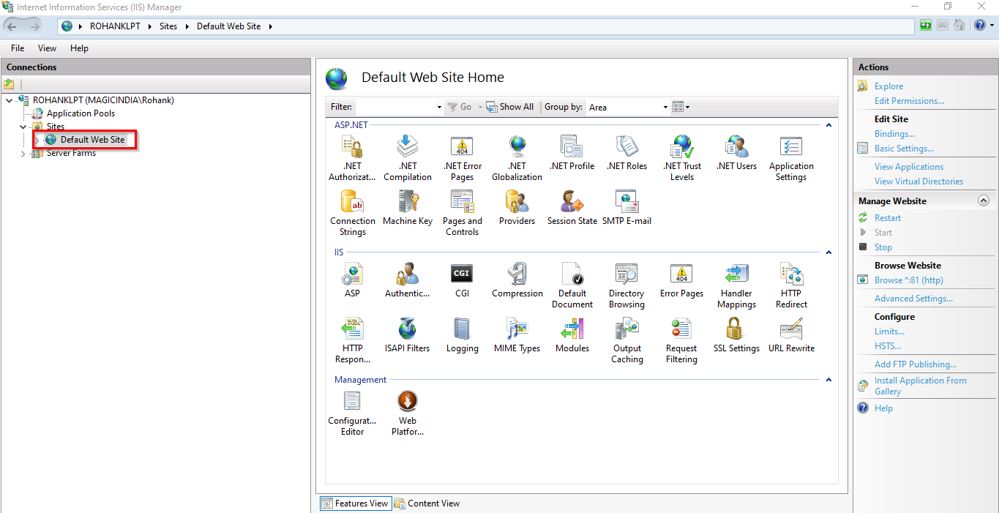 Internet Information Services (IIS) Manager
ROHANKLPT Sites Default Web Site
File View Help
Connections
ROHANKLPT (MAGICINDIA\Rohank)
Application Pools
Sites
Default Web Site
Server Farms
Default Web Site Home
Filter: Go Show All Group by: Area
ASP.NET
.NET Authorizat...
.NET Compilation
.NET Error Pages
.NET Globalization
.NET Profile
.NET Roles
.NET Trust Levels
.NET Users
Application Settings
Connection Strings
Machine Key
Pages and Controls
Providers
Session State
SMTP E-mail
IIS
ASP
Authentic...
CGI
Compression
Default Document
Directory Browsing
Error Pages
Handler Mappings
HTTP Redirect
HTTP Respon...
ISAPI Filters
Logging
MIME Types
Modules
Output Caching
Request Filtering
SSL Settings
URL Rewrite
Management
Configurat... Editor
Web Platfor...
Features View
Content View
Actions
Explore
Edit Permissions...
Edit Site
Bindings...
Basic Settings...
View Applications
View Virtual Directories
Manage Website
Restart
Start
Stop
Browse Website
Browse *:81 (http)
Advanced Settings...
Configure
Limits...
HSTS...
Add FTP Publishing...
Install Application From
Gallery
Help